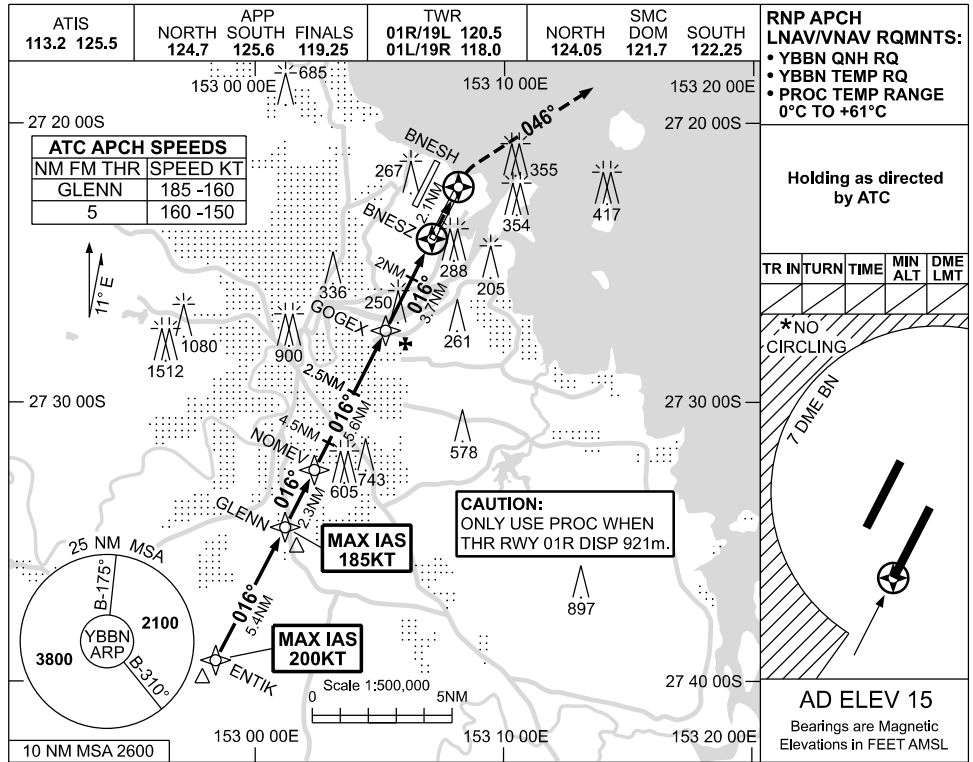 ATIS
113.2 125.5
APP
NORTH SOUTH FINALS
124.7 125.6 119.25
TWR
01R/19L 120.5
01L/19R 118.0
SMC
NORTH DOM SOUTH
124.05 121.7 122.25
RNP APCH
LNAV/VNAV RQMNTS:
• YBBN QNH RQ
• YBBN TEMP RQ
• PROC TEMP RANGE
0°C TO +61°C
Holding as directed
by ATC
TR IN TURN TIME MIN ALT DME LMT
*NO
CIRCLING
7 DME BN
AD ELEV 15
Bearings are Magnetic
Elevations in FEET AMSL
153 00 00E
685
153 10 00E
153 20 00E
27 20 00S
27 20 00S
ATC APCH SPEEDS
NM FM THR SPEED KT
GLENN 185 -160
5 160 -150
11° E
046°
BNESH
267
355
2.1NM
354
417
BNESZ
288
205
2NM
336
250
016°
3.7NM
GOGEX
261
1080
1512
900
2.5NM
27 30 00S
27 30 00S
016°
5.6NM
4.5NM
578
NOMEV
743
605
016°
2.3NM
GLENN
MAX IAS
185KT
CAUTION:
ONLY USE PROC WHEN
THR RWY 01R DISP 921m.
897
016°
5.4NM
MAX IAS
200KT
ENTIK
25 NM MSA
B-175°
2100
YBBN
ARP
3800
B-310°
Scale 1:500,000
0 5NM
27 40 00S
10 NM MSA 2600
153 00 00E
153 10 00E
153 20 00E